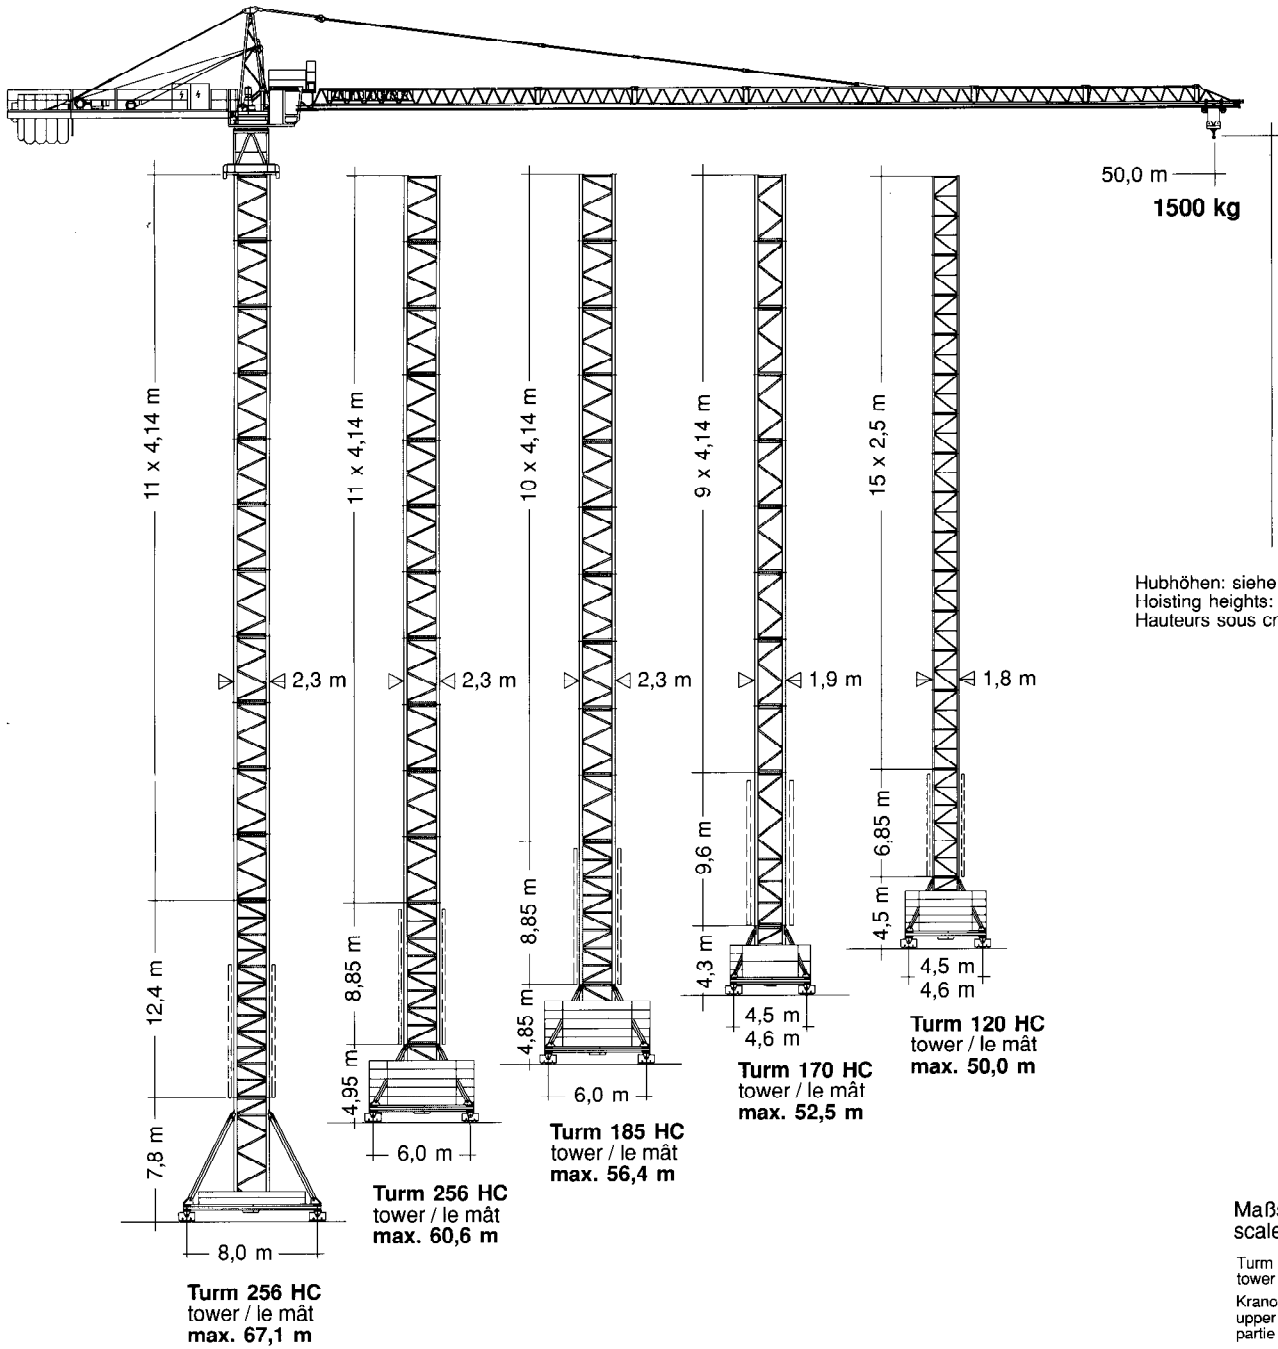 50,0 m
1500 kg
11 x 4,14 m
11 x 4,14 m
10 x 4,14 m
9 x 4,14 m
15 x 2,5 m
Hubhöhen: siehe
Hoisting heights:
Hauteurs sous
2,3 m
2,3 m
2,3 m
1,9 m
1,8 m
12,4 m
7,8 m
8,85 m
4,95 m
8,85 m
4,85 m
9,6 m
4,3 m
6,85 m
4,5 m
8,0 m
Turm 256 HC
tower / le mât
max. 67,1 m
6,0 m
Turm 256 HC
tower / le mât
max. 60,6 m
6,0 m
Turm 185 HC
tower / le mât
max. 56,4 m
4,5 m
4,6 m
Turm 170 HC
tower / le mât
max. 52,5 m
4,5 m
4,6 m
Turm 120 HC
tower / le mât
max. 50,0 m
scale
Turm
tower
upper
partie